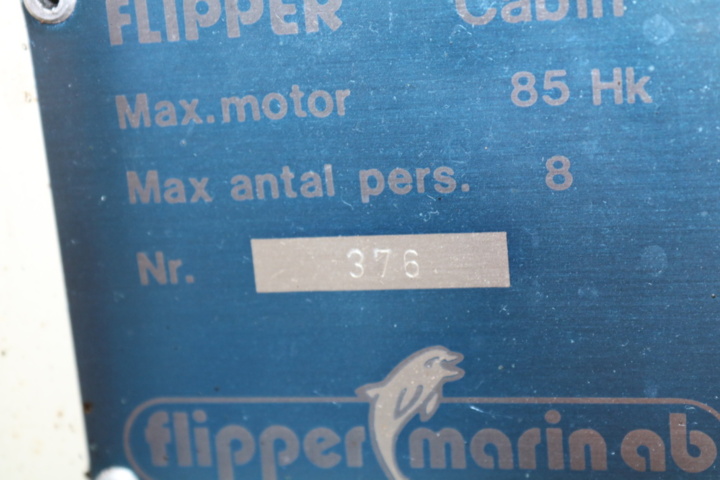 FLIPPER Cabin
Max.motor 85 Hk
Max antal pers. 8
Nr. 376
flipper marin ab